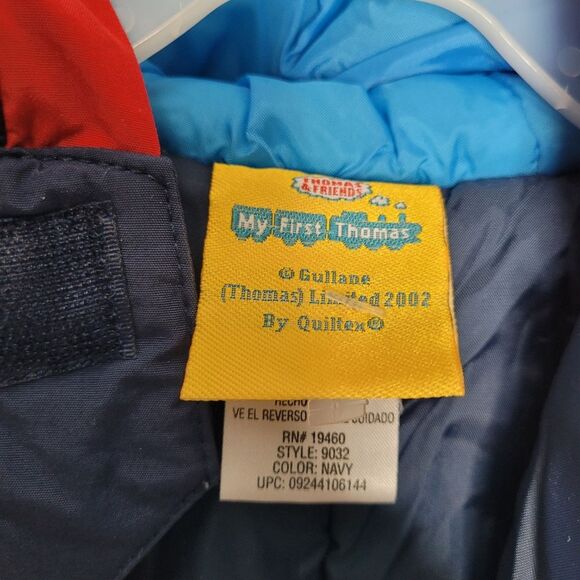 THOMAS
& FRIENDS
My First Thomas
© Gullane
(Thomas) Limited 2002
By Quiltex®
HECHO
VE EL REVERSO CUIDADO
RN# 19460
STYLE: 9032
COLOR: NAVY
UPC: 09244106144